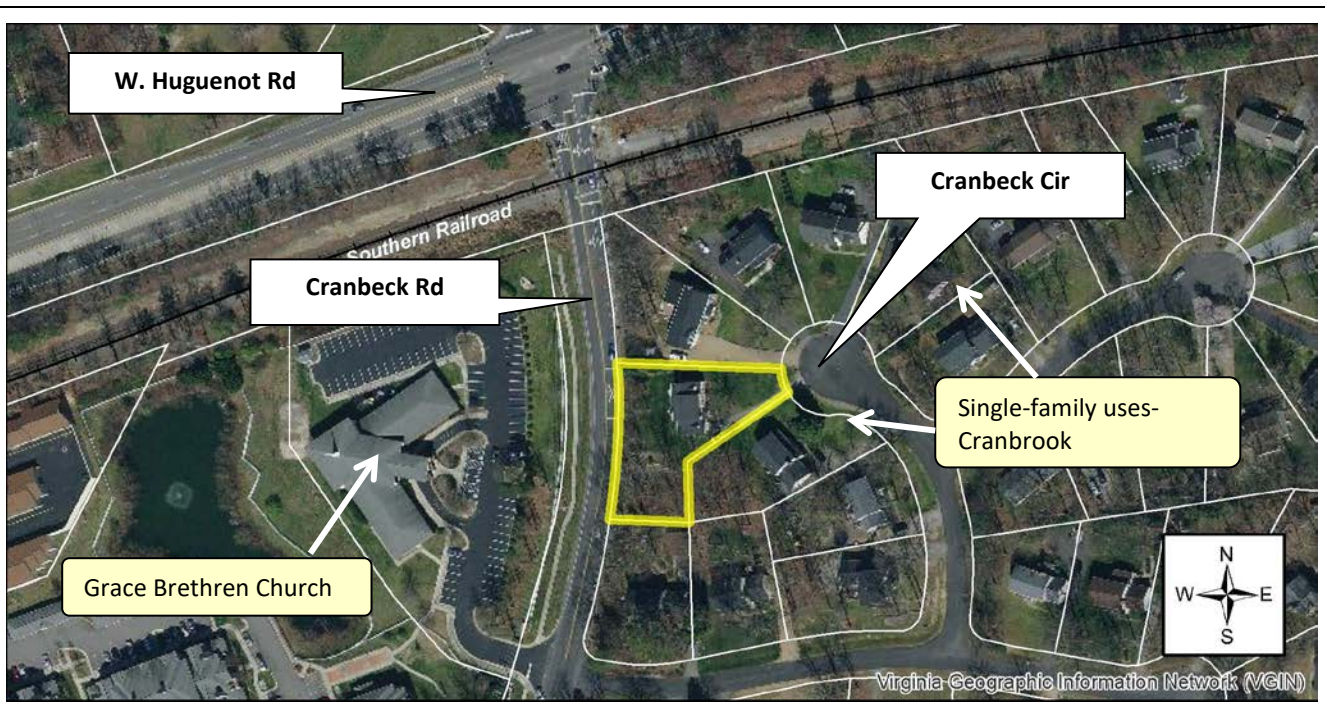 W. Huguenot Rd
Cranbeck Cir
Southern Railroad
Cranbeck Rd
Single-family uses-
Cranbrook
Grace Brethren Church
N
W E
S
Virginia Geographic Information Network (VGIN)